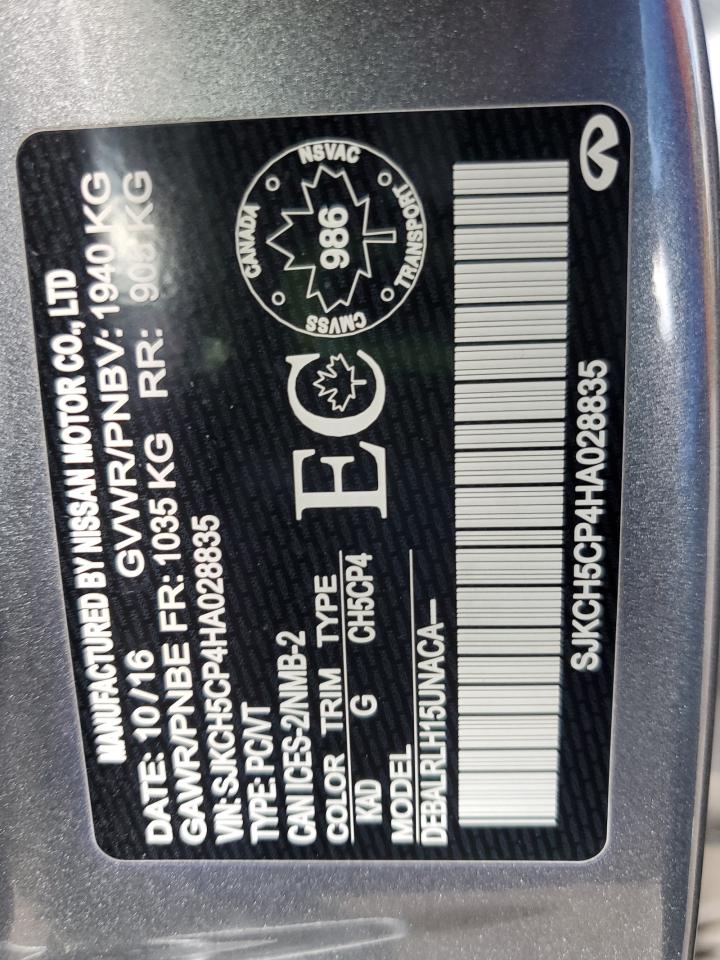 MANUFACTURED BY NISSAN MOTOR CO., LTD
DATE: 10/16 GVWR/PNBV: 1940 KG
GAWR/PNBE FR: 1035 KG RR: KG
VIN: SJKCH5CP4HA028835
TYPE: PC/VT
CAN ICES-2/NMB-2
COLOR TRIM TYPE
KAD G CH5CP4
MODEL
DEBALRLH15UNACA--
EC
CANADA
NSVAC
TRANSPORT
CMVSS
986
SJKCH5CP4HA028835